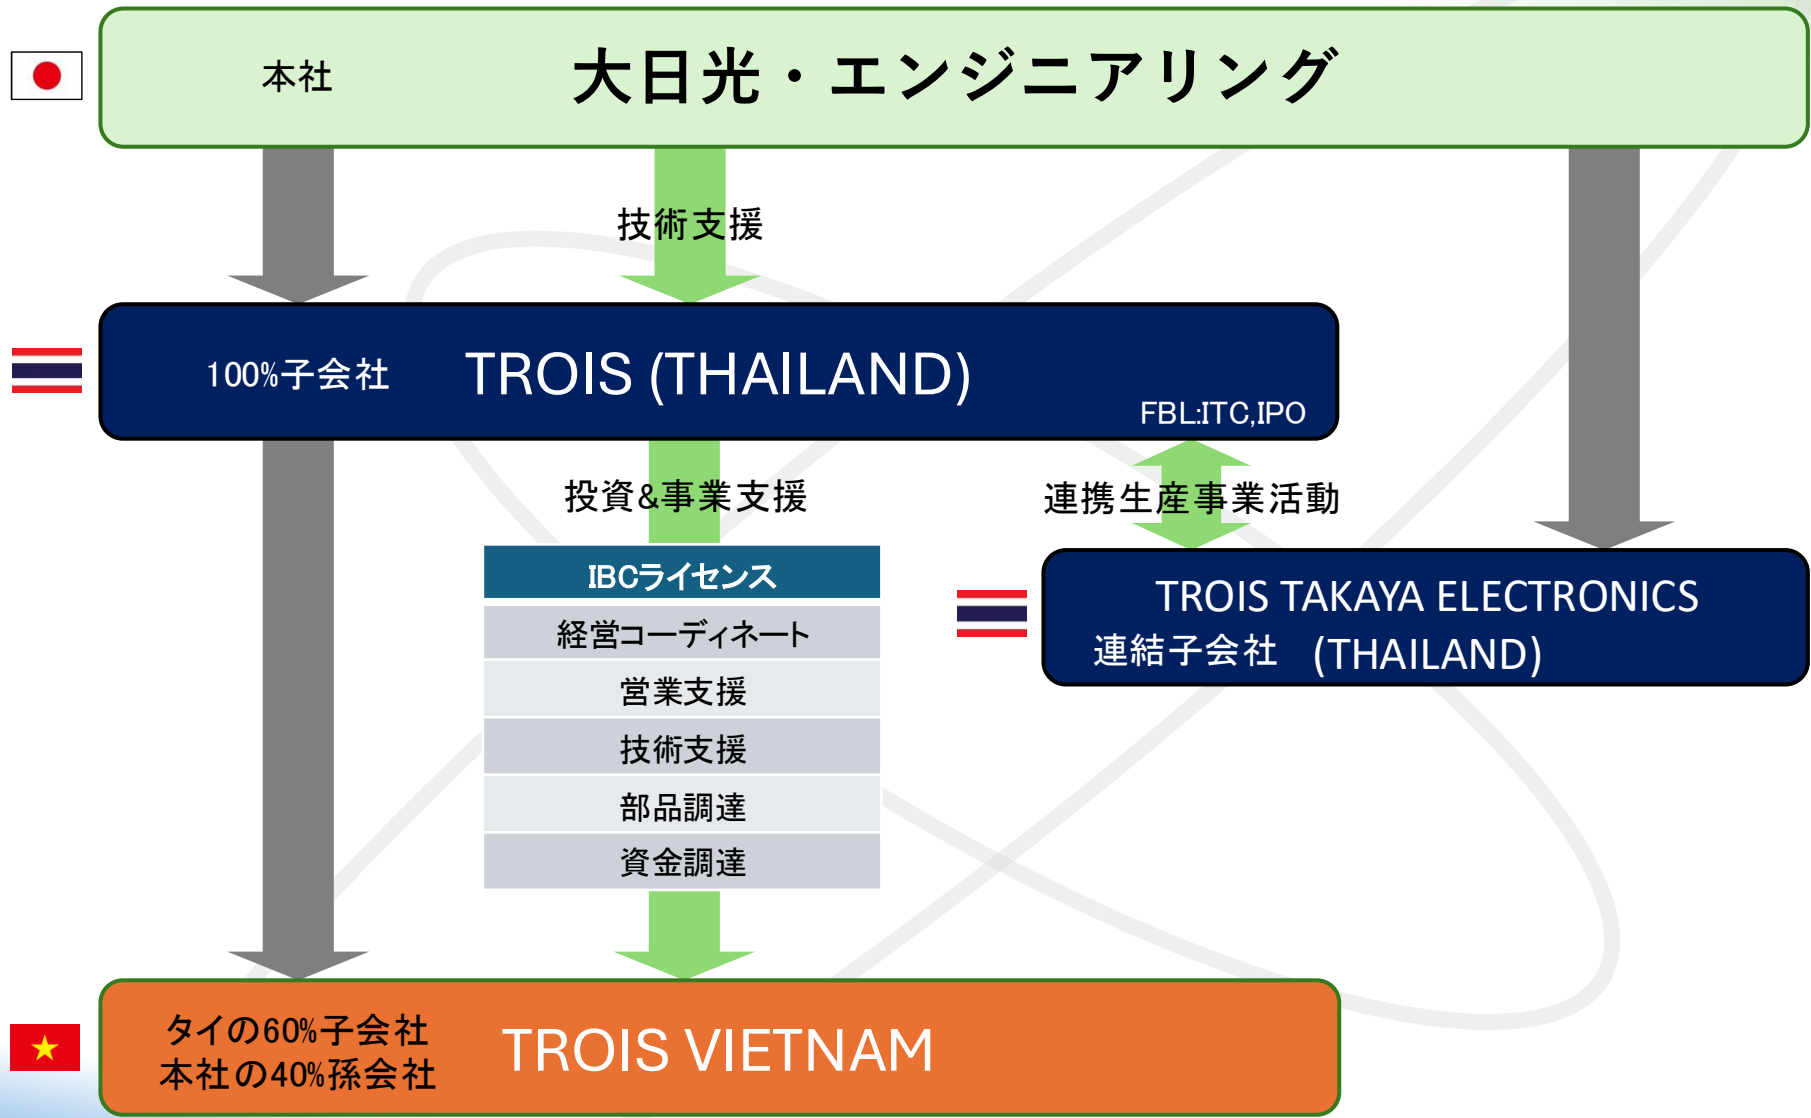 本社
大日光・エンジニアリング
技術支援
100%子会社
TROIS (THAILAND)
FBL:ITC,IPO
投資&事業支援
連携生産事業活動
IBCライセンス
経営コーディネート
営業支援
技術支援
部品調達
資金調達
TROIS TAKAYA ELECTRONICS
連結子会社 (THAILAND)
タイの60%子会社
本社の40%孫会社
TROIS VIETNAM